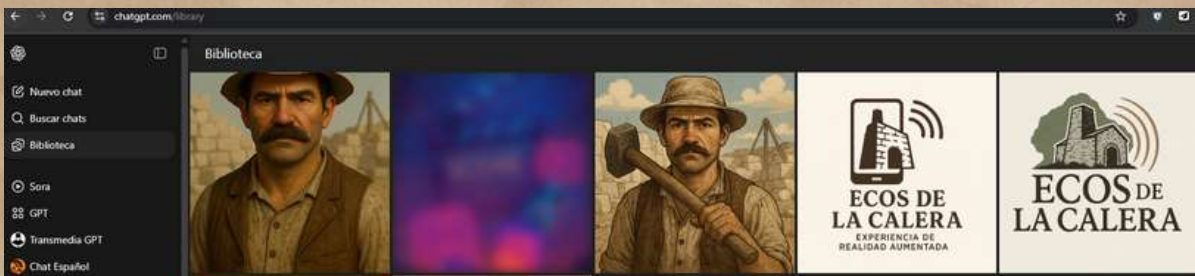 chatgpt.com/library
Biblioteca
Nuevo chat
Buscar chats
Biblioteca
Sora
GPT
Transmedia GPT
Chat Español
ECOS DE
LA CALERA
EXPERIENCIA DE
REALIDAD AUMENTADA
ECOS DE
LA CALERA